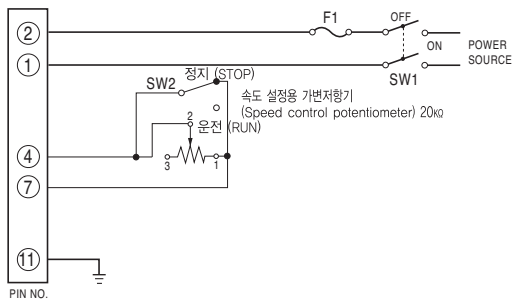 F1
OFF
ON
POWER
SOURCE
SW1
2
1
정지 (STOP)
SW2
속도 설정용 가변저항기
(Speed control potentiometer) 20KΩ
2
운전 (RUN)
4
3
1
7
11
PIN NO.